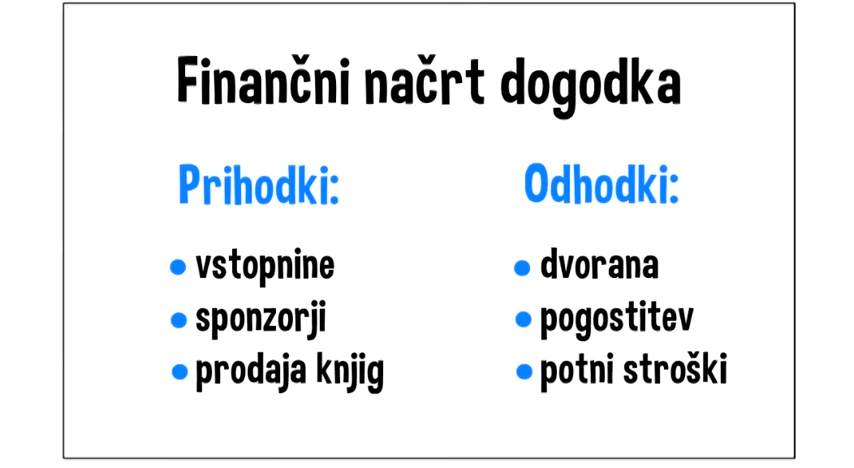 Finančni načrt dogodka
Prihodki:
• vstopnine
• sponzorji
• prodaja knjig
Odhodki:
• dvorana
• pogostitev
• potni stroški